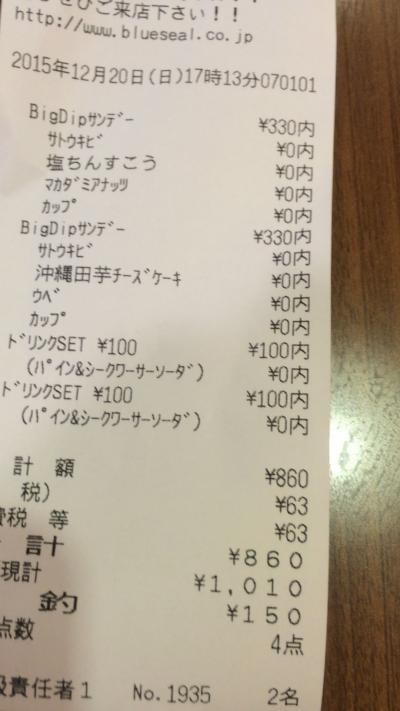 ぜひご来店下さい！！
http://www.blueseal.co.jp
2015年12月20日(日)17時13分070101
BigDipｻﾝﾃﾞｰ ¥330内
ｻﾄｳｷﾋﾞ ¥0内
塩ちんすこう ¥0内
ﾏｶﾀﾞﾐｱﾅｯﾂ ¥0内
ｶｯﾌﾟ ¥0内
BigDipｻﾝﾃﾞｰ ¥330内
ｻﾄｳｷﾋﾞ ¥0内
沖縄田芋ﾁｰｽﾞｹｰｷ ¥0内
ｳﾍﾞ ¥0内
ｶｯﾌﾟ ¥0内
ﾄﾞﾘﾝｸSET ¥100 ¥100内
(ﾊﾟｲﾝ&ｼｰｸﾜｰｻｰｿｰﾀﾞ) ¥0内
ﾄﾞﾘﾝｸSET ¥100 ¥100内
(ﾊﾟｲﾝ&ｼｰｸﾜｰｻｰｿｰﾀﾞ) ¥0内
計 額 ¥860
税) ¥63
費税 等 ¥63
計 ¥860
現計 ¥1,010
釣 ¥150
点数 4点
責任者1 No.1935 2名